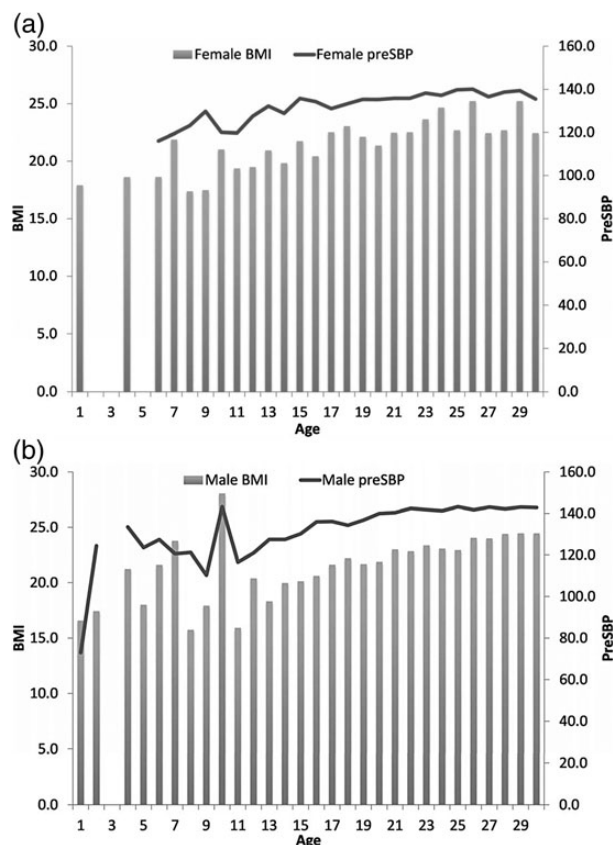 (a)
30.0 160.0
Female BMI Female preSBP
25.0 140.0
120.0
20.0 100.0
15.0 80.0
10.0 60.0
40.0
5.0 20.0
0.0 0.0
BMI
PreSBP
1 3 5 7 9 11 13 15 17 19 21 23 25 27 29
Age
(b)
30.0 160.0
Male BMI Male preSBP
25.0 140.0
120.0
20.0 100.0
15.0 80.0
10.0 60.0
40.0
5.0 20.0
0.0 0.0
BMI
PreSBP
1 3 5 7 9 11 13 15 17 19 21 23 25 27 29
Age